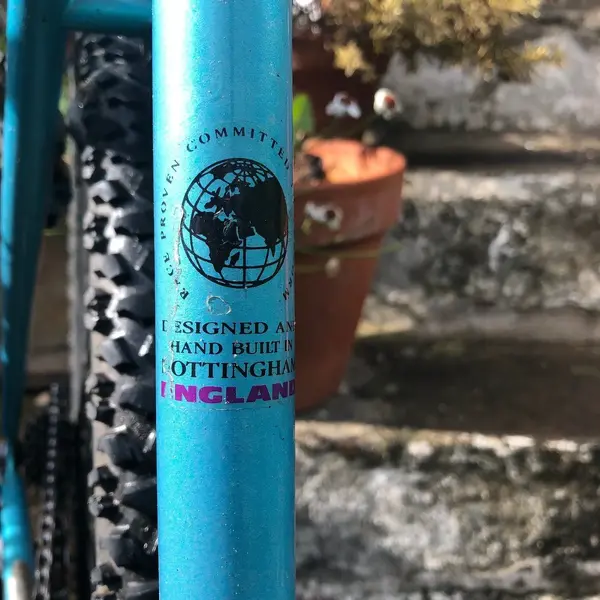 RACE PROVEN COMMITTED
DESIGNED AN
HAND BUILT IN
NOTTINGHAM
ENGLAND